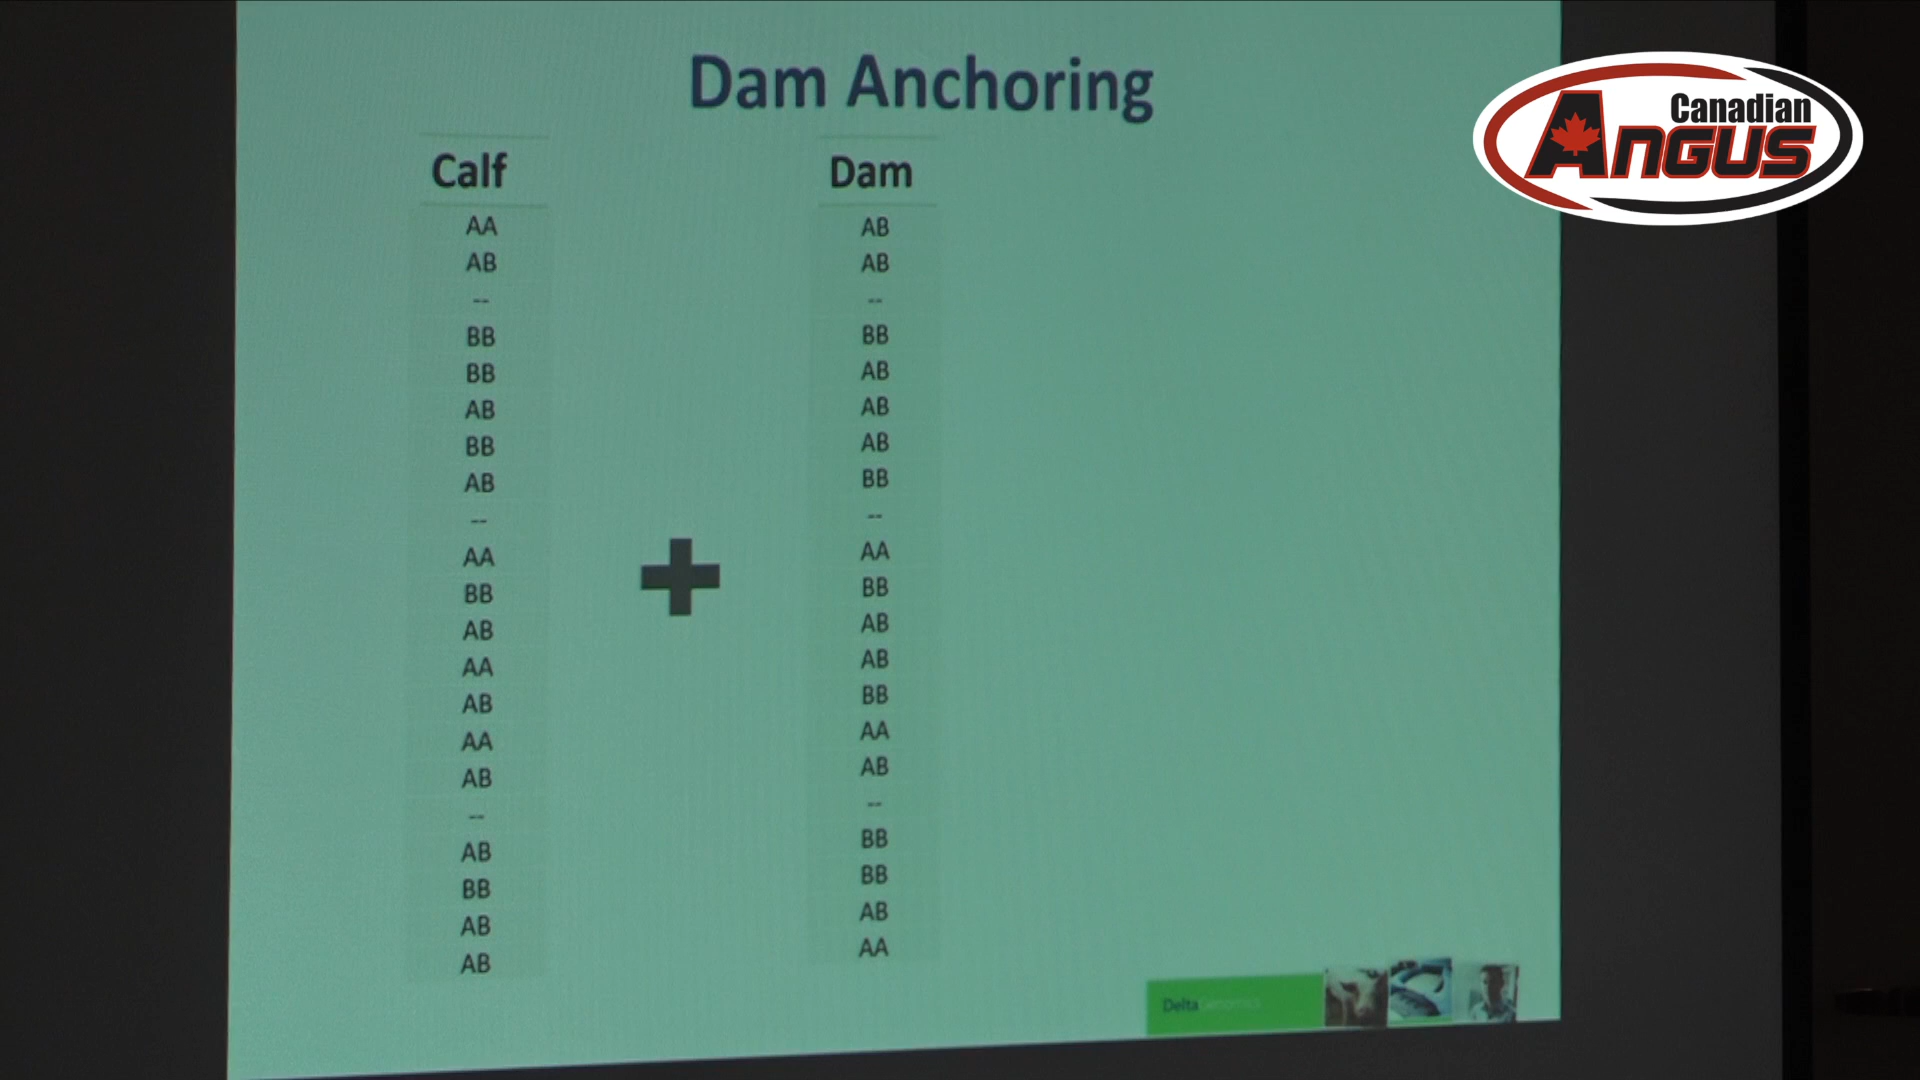 Dam Anchoring
Canadian
ANGUS
Calf Dam
AA AB
AB AB
-- --
BB BB
BB AB
AB AB
BB AB
AB BB
-- --
AA AA
BB BB
AB AB
AA AB
AB BB
AA AA
AB AB
-- --
AB BB
BB BB
AB AB
AB AA
Delta